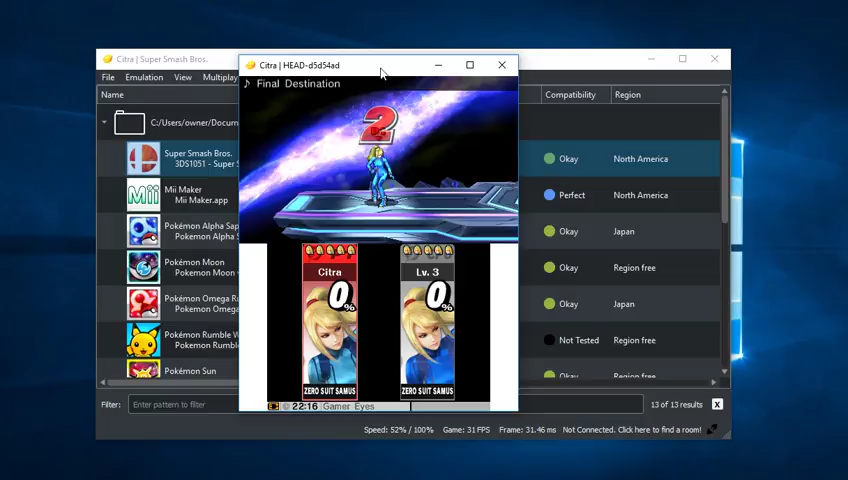 Citra | Super Smash Bros.
File Emulation View Multiplay
Name
Compatibility Region
C:/Users/owner/Docum
Super Smash Bros.
3DS1051 - Super S
Okay North America
Mii
Mii Maker
Mii Maker.app
Perfect North America
Pokémon Alpha Sap
Pokémon Alpha
Okay Japan
Pokémon Moon
Pokémon Moon
Okay Region free
Pokémon Omega Ru
Pokémon Omega
Okay Japan
Pokémon Rumble W
Pokémon Rumble
Not Tested Region free
Pokémon Sun
Okay Region free
Filter: Enter pattern to filter 13 of 13 results X
Speed: 52% / 100% Game: 31 FPS Frame: 31.46 ms Not Connected. Click here to find a room!
Citra | HEAD-d5d54ad
Final Destination
2
Citra Lv. 3
0% 0%
ZERO SUIT SAMUS ZERO SUIT SAMUS
22:16 Gamer Eyes